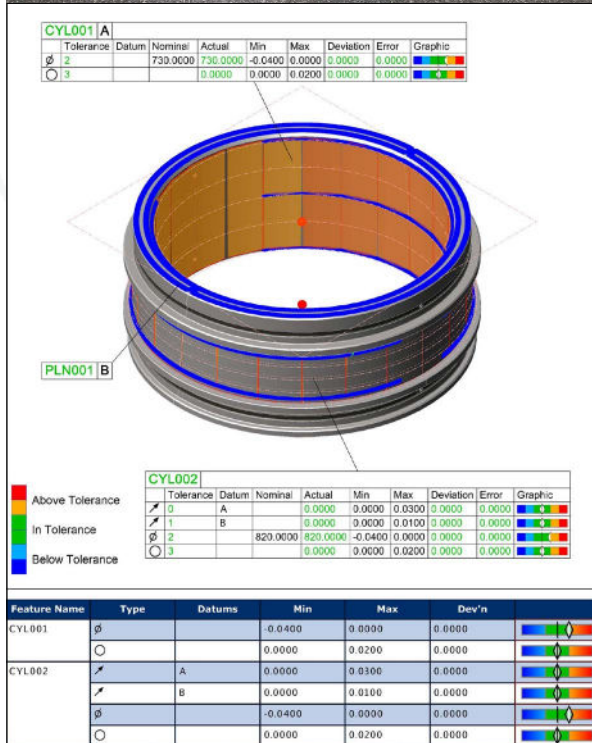 CYL001 A
Tolerance Datum Nominal Actual Min Max Deviation Error Graphic
⌀ 2 730.0000 730.0000 -0.0400 0.0000 0.0000 0.0000
○ 3 0.0000 0.0000 0.0200 0.0000 0.0000
PLN001 B
CYL002
Tolerance Datum Nominal Actual Min Max Deviation Error Graphic
↗ 0 A 0.0000 0.0000 0.0300 0.0000 0.0000
↗ 1 B 0.0000 0.0000 0.0100 0.0000 0.0000
⌀ 2 820.0000 820.0000 -0.0400 0.0000 0.0000 0.0000
○ 3 0.0000 0.0000 0.0200 0.0000 0.0000
Above Tolerance
In Tolerance
Below Tolerance
Feature Name Type Datums Min Max Dev'n
CYL001 ⌀ -0.0400 0.0000 0.0000
○ 0.0000 0.0200 0.0000
CYL002 ↗ A 0.0000 0.0300 0.0000
↗ B 0.0000 0.0100 0.0000
⌀ -0.0400 0.0000 0.0000
○ 0.0000 0.0200 0.0000